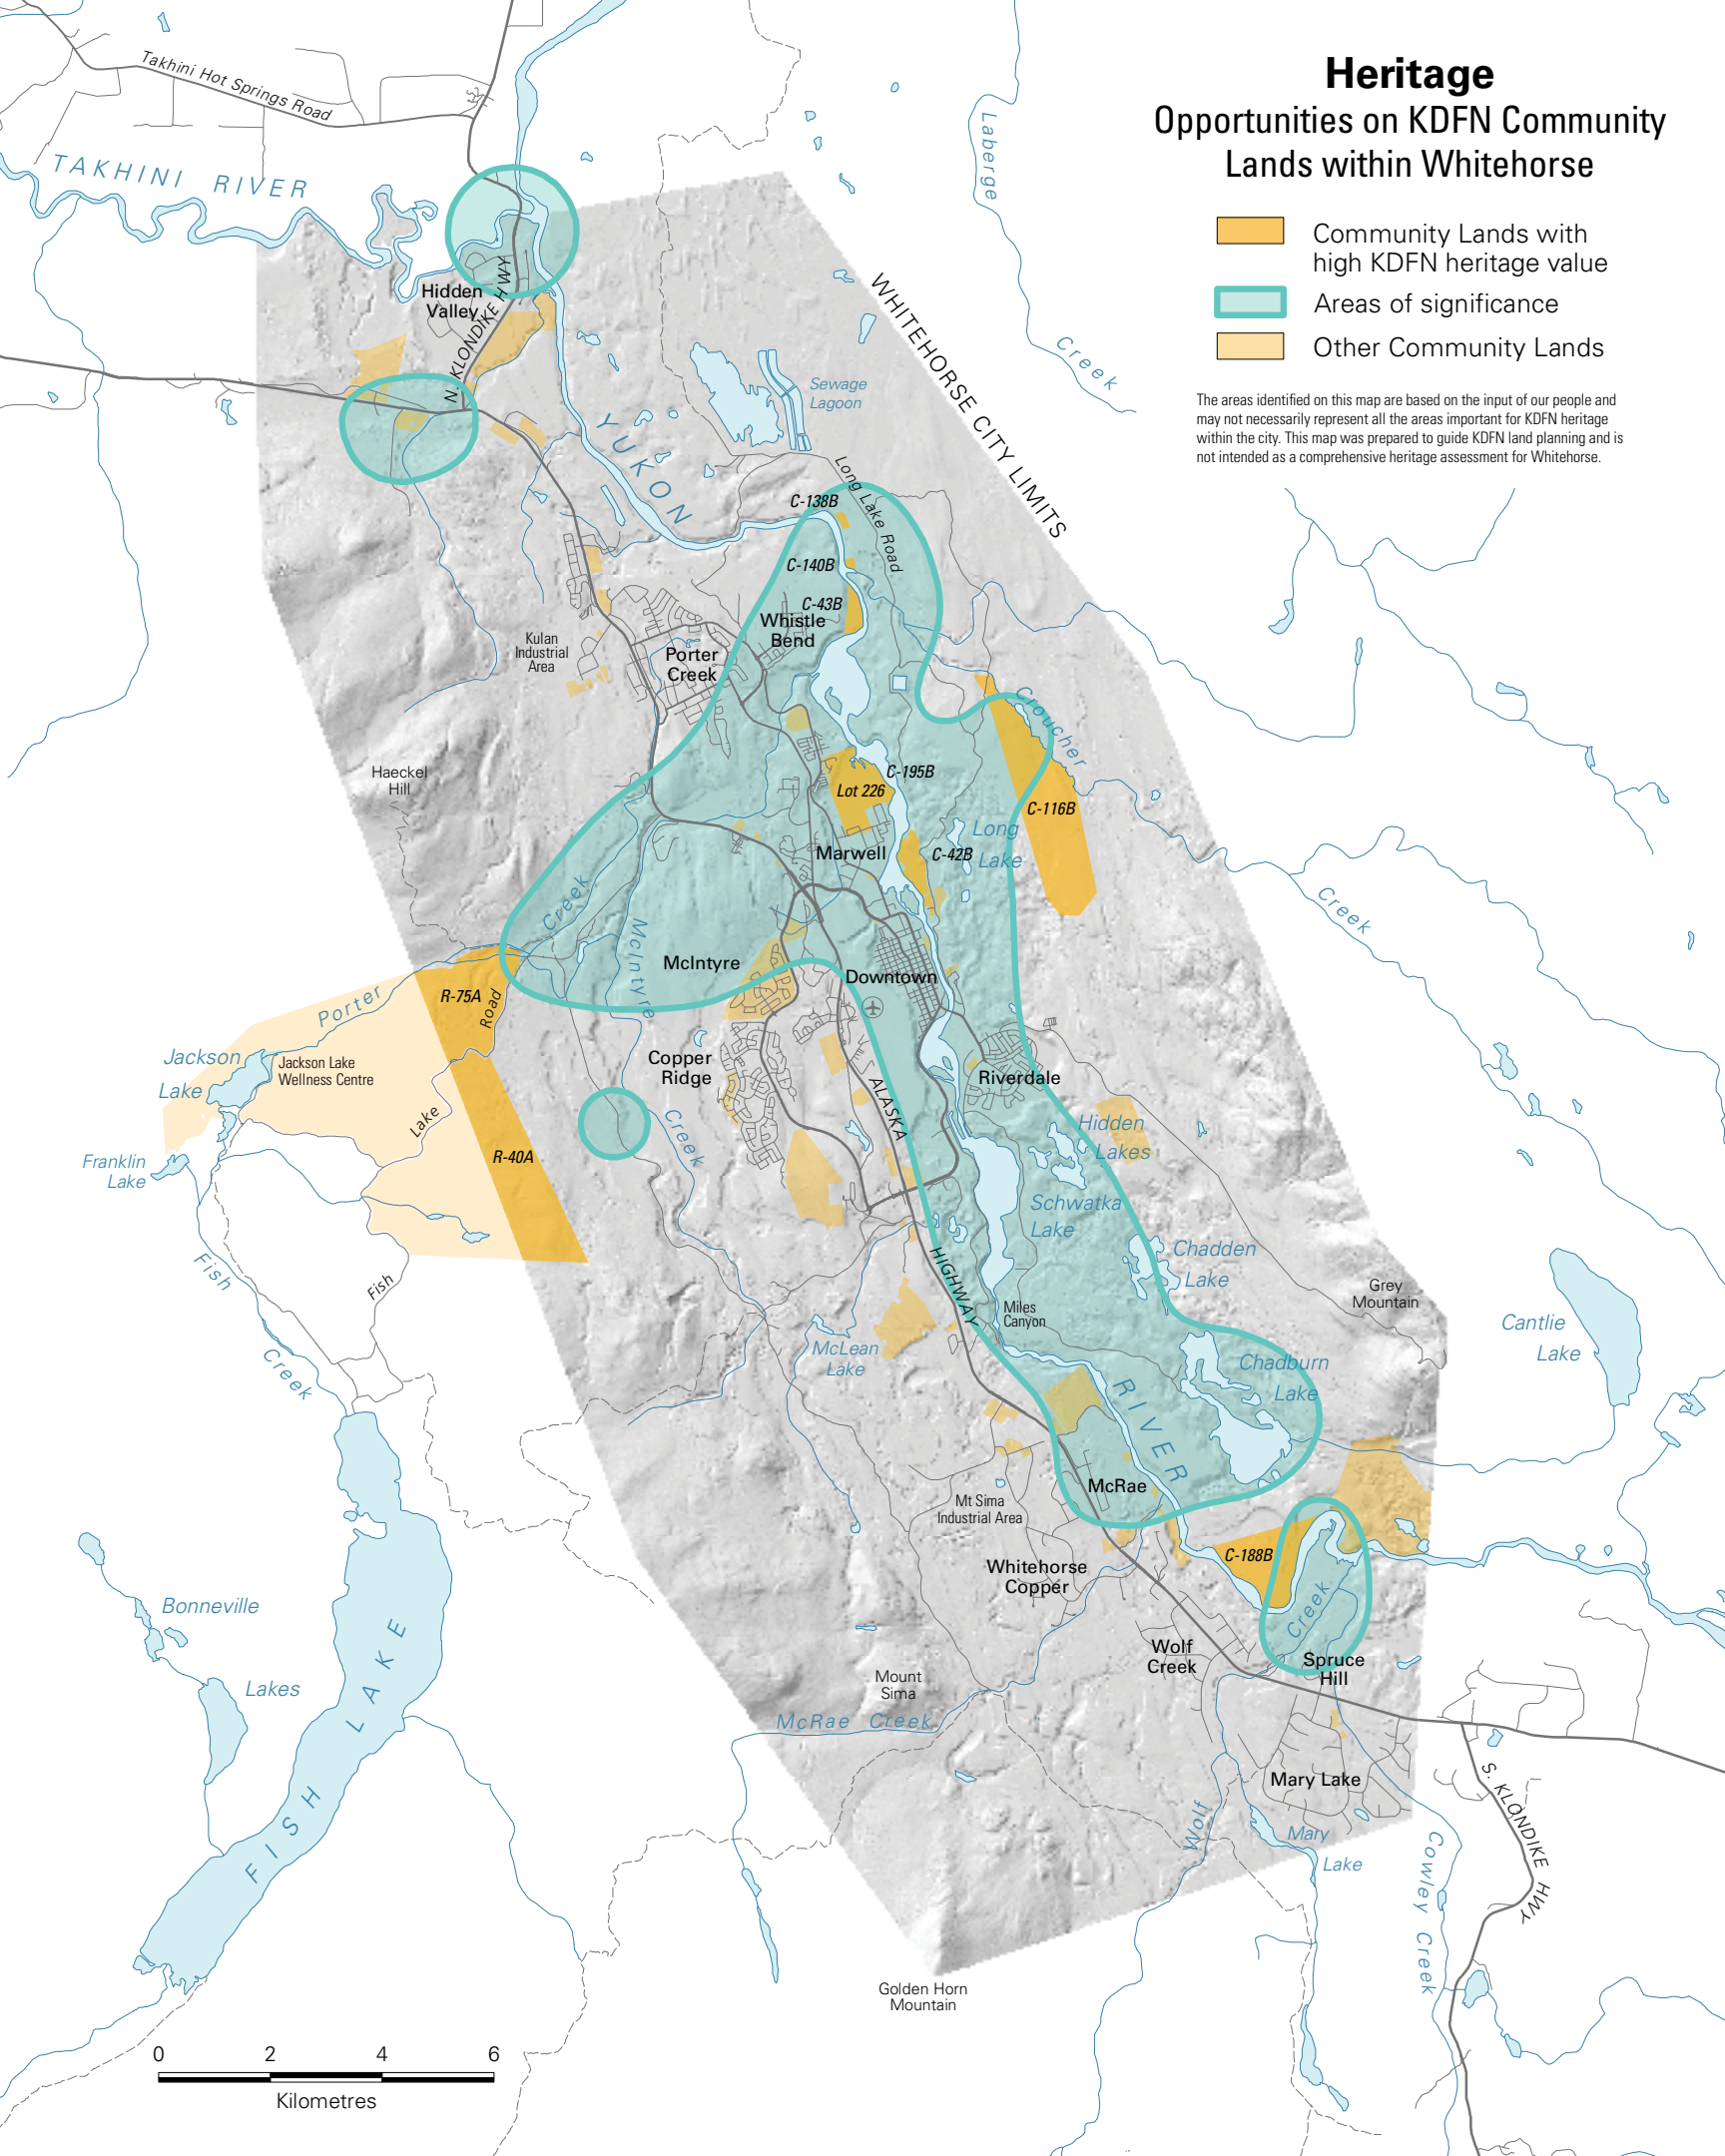 Heritage
Opportunities on KDFN Community
Lands within Whitehorse
Community Lands with
high KDFN heritage value
Areas of significance
Other Community Lands
The areas identified on this map are based on the input of our people and
may not necessarily represent all the areas important for KDFN heritage
within the city. This map was prepared to guide KDFN land planning and is
not intended as a comprehensive heritage assessment for Whitehorse.
Takhini Hot Springs Road
TAKHINI RIVER
Laberge
Creek
WHITEHORSE CITY LIMITS
Hidden
Valley
N. KLONDIKE HWY
Sewage
Lagoon
YUKON
Long Lake Road
C-138B
C-140B
C-43B
Whistle
Bend
Kulan
Industrial
Area
Porter
Creek
Croucher
Creek
Haeckel
Hill
C-195B
Lot 226
C-116B
Long
Lake
Marwell
C-42B
Creek
McIntyre
McIntyre
Downtown
R-75A
Road
Porter
Jackson
Lake
Jackson Lake
Wellness Centre
Copper
Ridge
Riverdale
ALASKA
Lake
Creek
Hidden
Lakes
Franklin
Lake
R-40A
Schwatka
Lake
Chadden
Lake
Fish
Fish
HIGHWAY
Grey
Mountain
Miles
Canyon
Cantlie
Lake
McLean
Lake
Creek
Chadburn
Lake
RIVER
McRae
Mt Sima
Industrial Area
C-188B
Whitehorse
Copper
Creek
Bonneville
Lakes
Wolf
Creek
Spruce
Hill
Mount
Sima
McRae Creek
FISH LAKE
Mary Lake
S. KLONDIKE HWY
Wolf
Mary
Lake
Cowley Creek
Golden Horn
Mountain
0 2 4 6
Kilometres